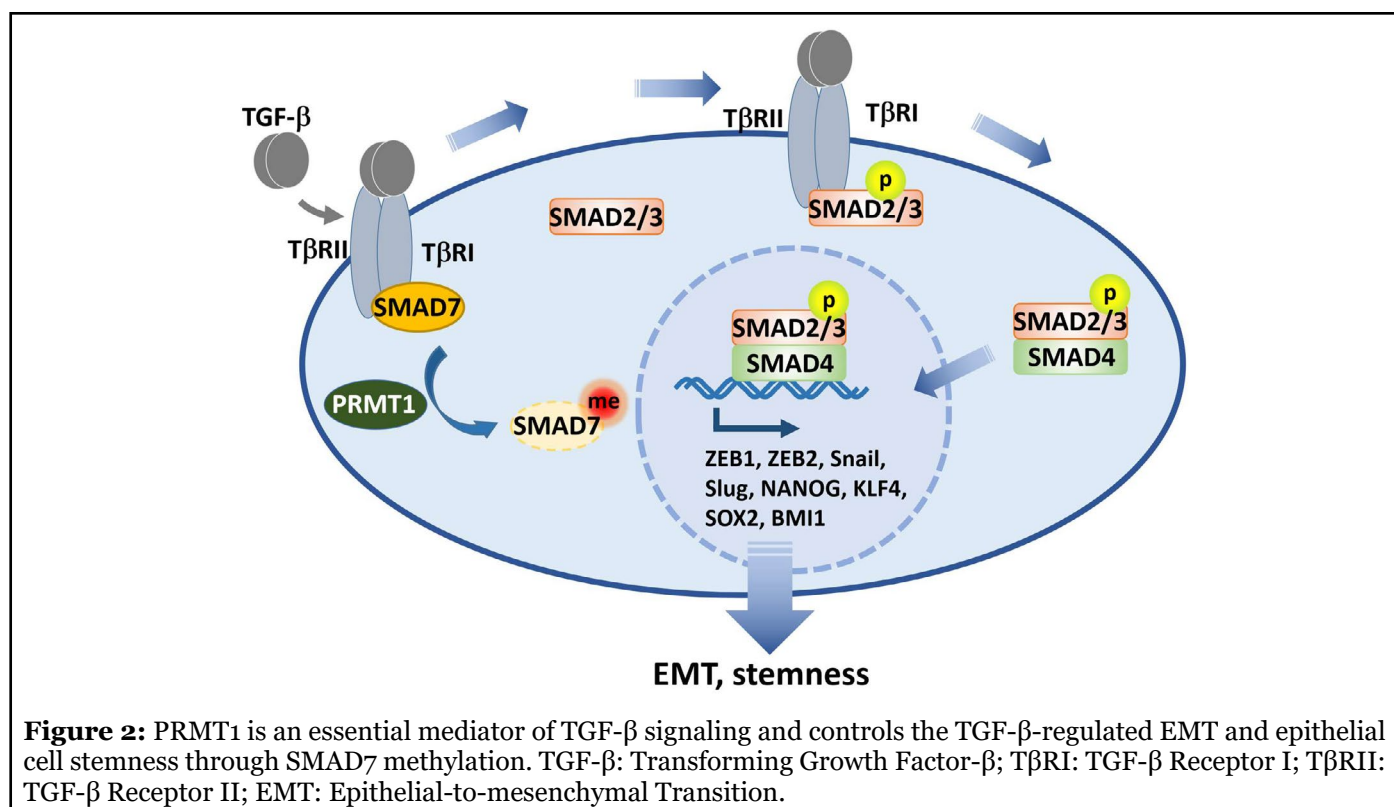 TGF-β
TβRII
TβRI
SMAD7
PRMT1
SMAD7
me
SMAD2/3
TβRII
TβRI
p
SMAD2/3
p
SMAD2/3
SMAD4
p
SMAD2/3
SMAD4
ZEB1, ZEB2, Snail,
Slug, NANOG, KLF4,
SOX2, BMI1
EMT, stemness
Figure 2: PRMT1 is an essential mediator of TGF-β signaling and controls the TGF-β-regulated EMT and epithelial
cell stemness through SMAD7 methylation. TGF-β: Transforming Growth Factor-β; TβRI: TGF-β Receptor I; TβRII:
TGF-β Receptor II; EMT: Epithelial-to-mesenchymal Transition.